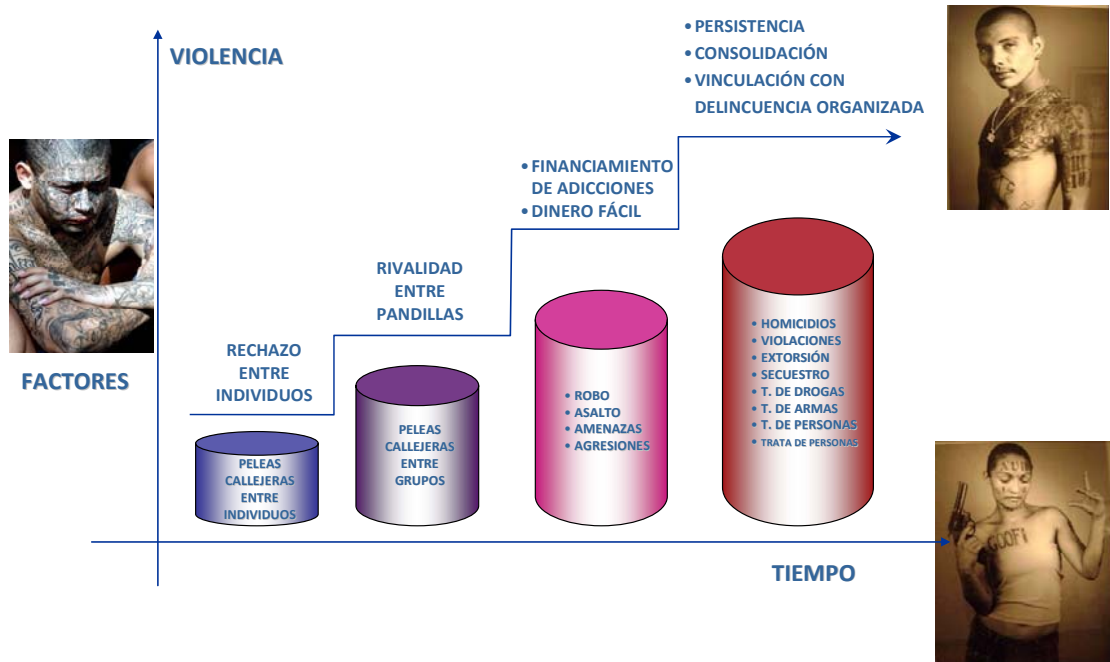 VIOLENCIA
• PERSISTENCIA
• CONSOLIDACIÓN
• VINCULACIÓN CON
DELINCUENCIA ORGANIZADA
• FINANCIAMIENTO
DE ADICCIONES
• DINERO FÁCIL
RIVALIDAD
ENTRE
PANDILLAS
RECHAZO
ENTRE
INDIVIDUOS
FACTORES
PELEAS
CALLEJERAS
ENTRE
INDIVIDUOS
PELEAS
CALLEJERAS
ENTRE
GRUPOS
• ROBO
• ASALTO
• AMENAZAS
• AGRESIONES
• HOMICIDIOS
• VIOLACIONES
• EXTORSIÓN
• SECUESTRO
• T. DE DROGAS
• T. DE ARMAS
• T. DE PERSONAS
• TRATA DE PERSONAS
TIEMPO
GOOFY